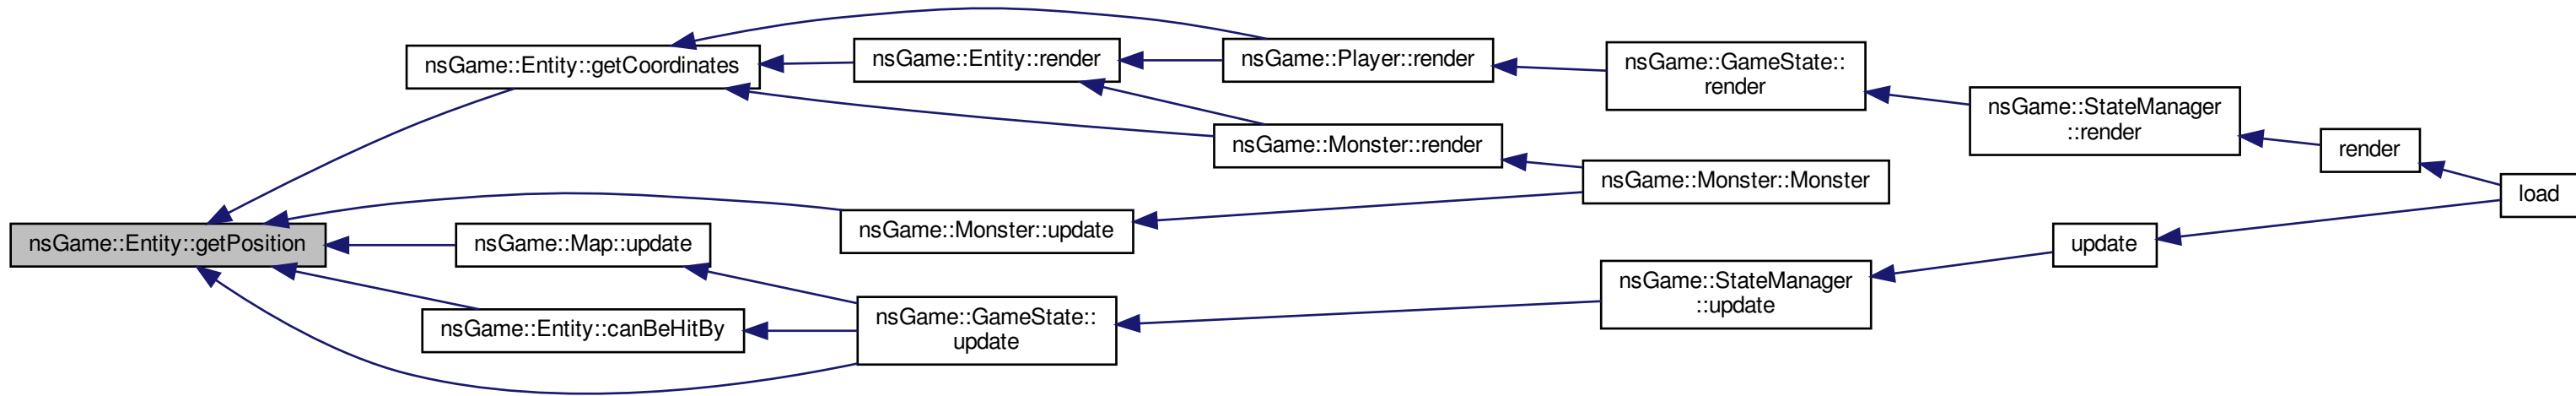 nsGame::Entity::getPosition
nsGame::Entity::getCoordinates
nsGame::Entity::render
nsGame::Player::render
nsGame::GameState::
render
nsGame::StateManager
::render
render
load
nsGame::Monster::render
nsGame::Monster::Monster
nsGame::Monster::update
nsGame::Map::update
nsGame::Entity::canBeHitBy
nsGame::GameState::
update
nsGame::StateManager
::update
update